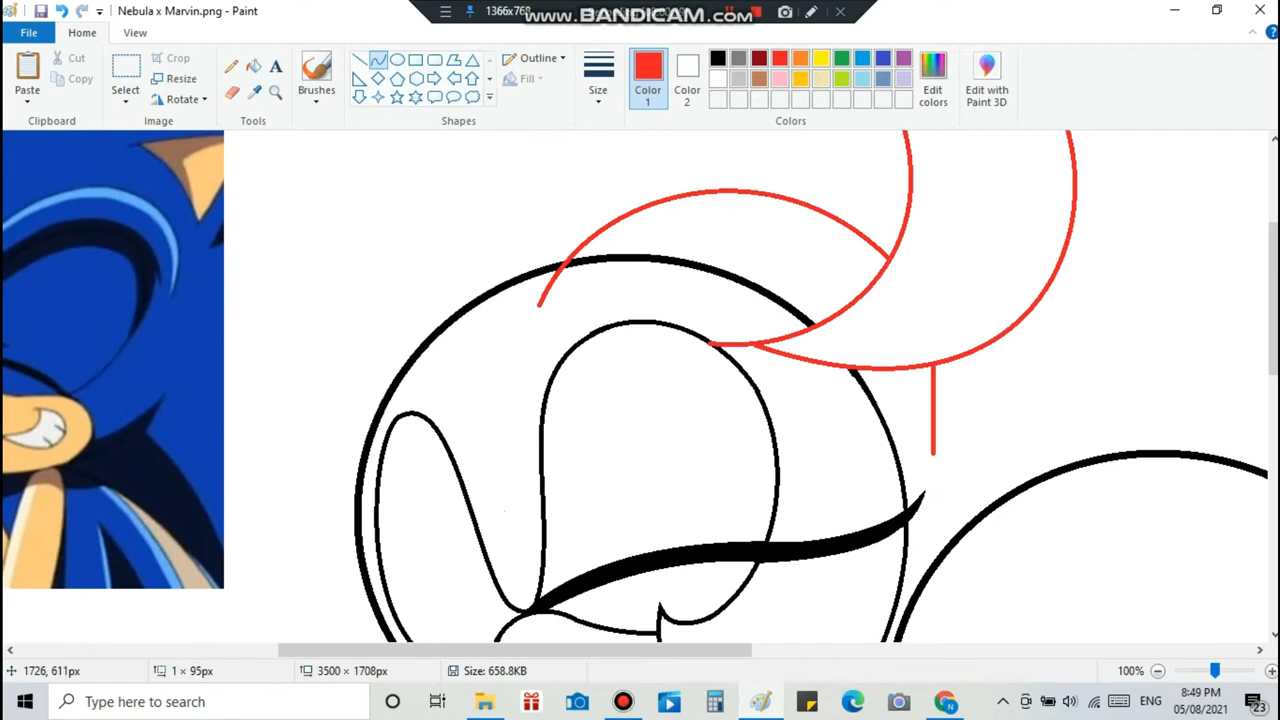 Nebula x Marvin.png - Paint
1366x768
www.BANDICAM.com
File
Home
View
Paste
Cut
Copy
Clipboard
Select
Crop
Resize
Rotate
Image
Tools
Brushes
Shapes
Outline
Fill
Size
Color
1
Color
2
Edit
colors
Colors
Edit with
Paint 3D
1726, 611px
1 × 95px
3500 × 1708px
Size: 658.8KB
100%
Type here to search
ENG
8:49 PM
05/08/2021
23